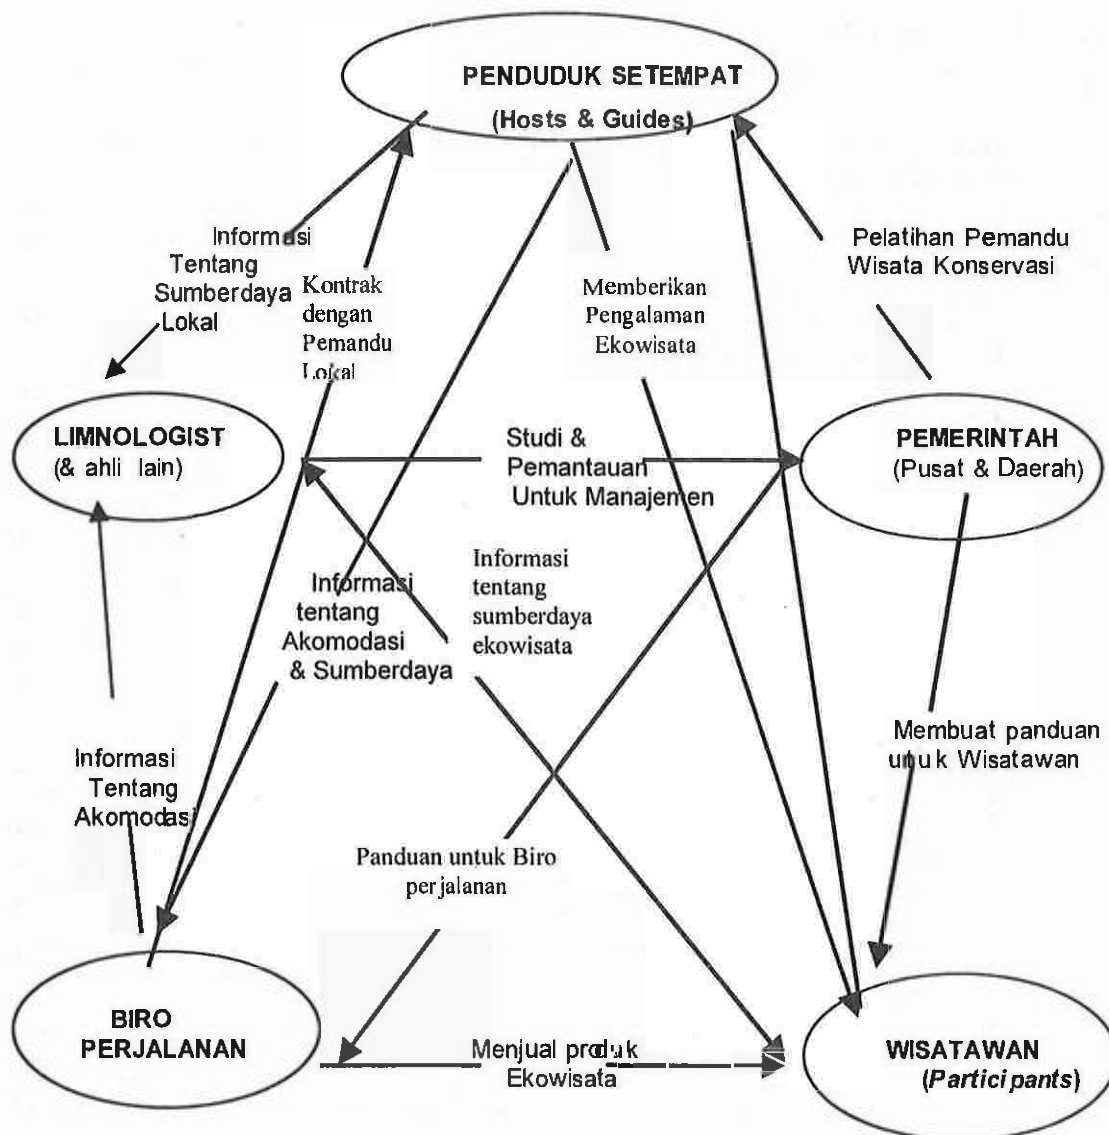 PENDUDUK SETEMPAT
(Hosts & Guides)
Informasi
Tentang
Sumberdaya
Lokal
Kontrak
dengan
Pemandu
Lokal
Memberikan
Pengalaman
Ekowisata
Pelatihan Pemandu
Wisata Konservasi
LIMNOLOGIST
(& ahli lain)
Studi &
Pemantauan
Untuk Manajemen
PEMERINTAH
(Pusat & Daerah)
Informasi
tentang
Akomodasi
& Sumberdaya
Informasi
tentang
sumberdaya
ekowisata
Informasi
Tentang
Akomodasi
Membuat panduan
untuk Wisatawan
Panduan untuk Biro
perjalanan
BIRO
PERJALANAN
Menjual produk
Ekowisata
WISATAWAN
(Participants)